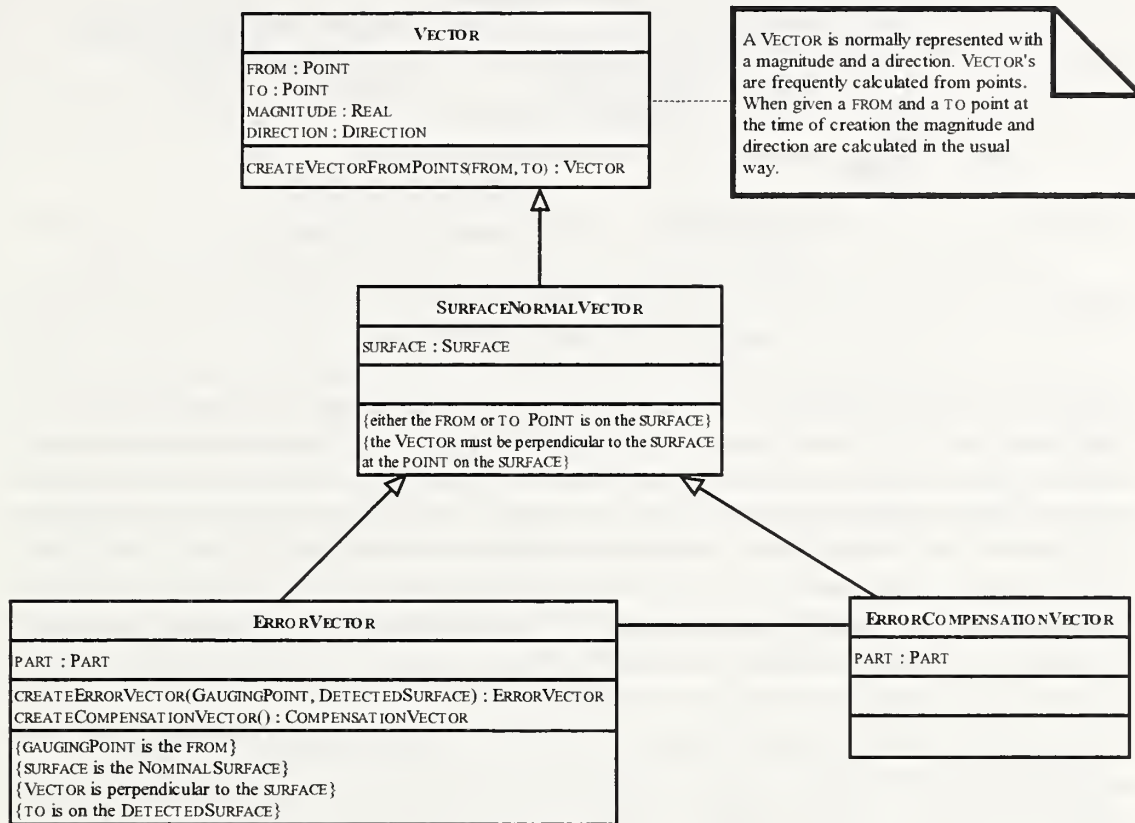 VECTOR
FROM : POINT
TO : POINT
MAGNITUDE : REAL
DIRECTION : DIRECTION
CREATEVECTORFROMPOINTS(FROM, TO) : VECTOR
A VECTOR is normally represented with
a magnitude and a direction. VECTOR's
are frequently calculated from points.
When given a FROM and a TO point at
the time of creation the magnitude and
direction are calculated in the usual
way.
SURFACENORMALVECTOR
SURFACE : SURFACE
{either the FROM or TO POINT is on the SURFACE}
{the VECTOR must be perpendicular to the SURFACE
at the POINT on the SURFACE}
ERRORVECTOR
PART : PART
CREATEERRORVECTOR(GAUGINGPOINT, DETECTEDSURFACE) : ERRORVECTOR
CREATECOMPENSATIONVECTOR() : COMPENSATIONVECTOR
{GAUGINGPOINT is the FROM}
{SURFACE is the NOMINALSURFACE}
{VECTOR is perpendicular to the SURFACE}
{TO is on the DETECTEDSURFACE}
ERRORCOMPENSATIONVECTOR
PART : PART